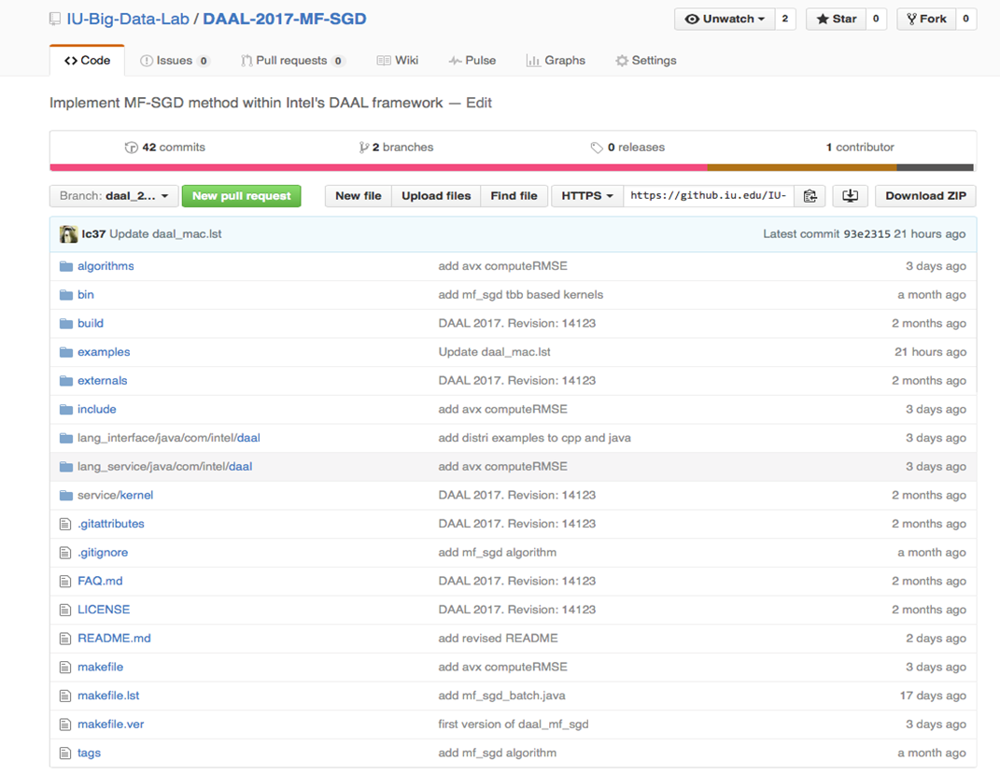 IU-Big-Data-Lab / DAAL-2017-MF-SGD Unwatch 2 Star 0 Fork 0
Code Issues 0 Pull requests 0 Wiki Pulse Graphs Settings
Implement MF-SGD method within Intel's DAAL framework — Edit
42 commits 2 branches 0 releases 1 contributor
Branch: daal_2... New pull request New file Upload files Find file HTTPS https://github.iu.edu/IU- Download ZIP
lc37 Update daal_mac.lst Latest commit 93e2315 21 hours ago
algorithms add avx computeRMSE 3 days ago
bin add mf_sgd tbb based kernels a month ago
build DAAL 2017. Revision: 14123 2 months ago
examples Update daal_mac.lst 21 hours ago
externals DAAL 2017. Revision: 14123 2 months ago
include add avx computeRMSE 3 days ago
lang_interface/java/com/intel/daal add distri examples to cpp and java 3 days ago
lang_service/java/com/intel/daal add avx computeRMSE 3 days ago
service/kernel DAAL 2017. Revision: 14123 2 months ago
.gitattributes DAAL 2017. Revision: 14123 2 months ago
.gitignore add mf_sgd algorithm a month ago
FAQ.md DAAL 2017. Revision: 14123 2 months ago
LICENSE DAAL 2017. Revision: 14123 2 months ago
README.md add revised README 2 days ago
makefile add avx computeRMSE 3 days ago
makefile.lst add mf_sgd_batch.java 17 days ago
makefile.ver first version of daal_mf_sgd 3 days ago
tags add mf_sgd algorithm a month ago